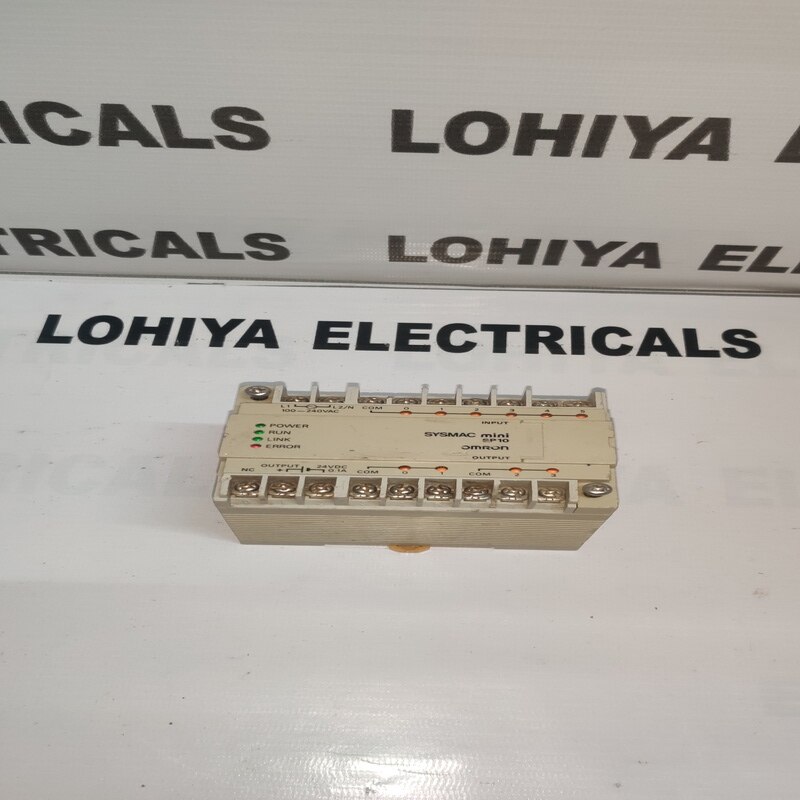 ICALS LOHIYA
TRICALS LOHIYA EL
LOHIYA ELECTRICALS
L1 L2/N COM 0 1 2 3 4 5
100-240VAC
INPUT
POWER
RUN
LINK
ERROR
SYSMAC mini
SP10
OMRON
OUTPUT
OUTPUT 24VDC
NC + 0.1A COM 0 1 COM 2 3